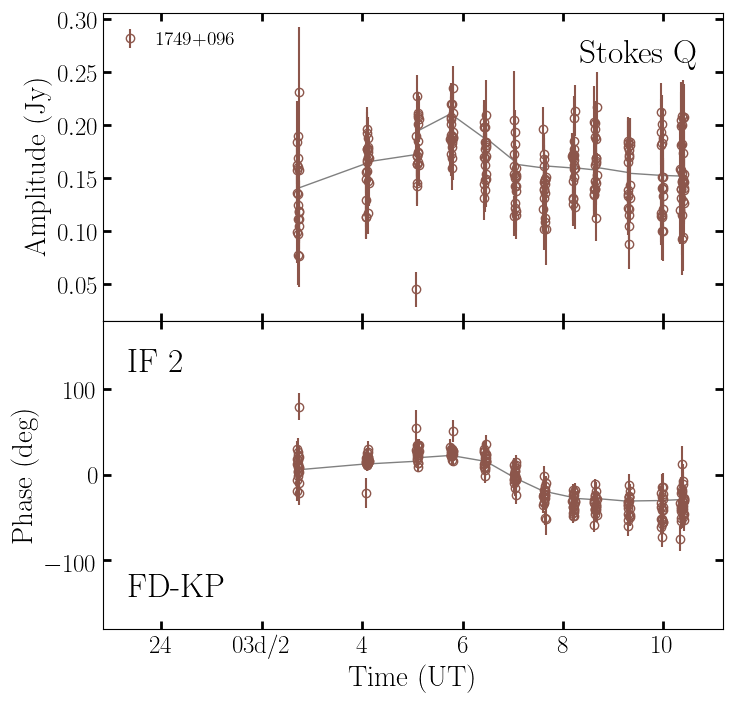 0.30
1749+096
Stokes Q
0.25
0.20
0.15
0.10
0.05
Amplitude (Jy)
IF 2
100
0
−100
Phase (deg)
FD-KP
24 03d/2 4 6 8 10
Time (UT)